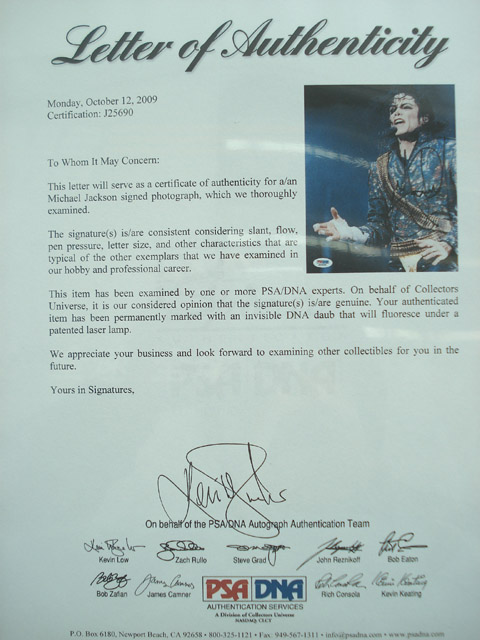 Letter of Authenticity
Monday, October 12, 2009
Certification: J25690
To Whom It May Concern:
This letter will serve as a certificate of authenticity for a/an
Michael Jackson signed photograph, which we thoroughly
examined.
The signature(s) is/are consistent considering slant, flow,
pen pressure, letter size, and other characteristics that are
typical of the other exemplars that we have examined in
our hobby and professional career.
This item has been examined by one or more PSA/DNA experts. On behalf of Collectors
Universe, it is our considered opinion that the signature(s) is/are genuine. Your authenticated
item has been permanently marked with an invisible DNA daub that will fluoresce under a
patented laser lamp.
We appreciate your business and look forward to examining other collectibles for you in the
future.
Yours in Signatures,
On behalf of the PSA/DNA Autograph Authentication Team
Kevin Low Zach Rullo Steve Grad John Reznikoff Bob Eaton
Bob Zafian James Camner Rich Consola Kevin Keating
PSA DNA
AUTHENTICATION SERVICES
A Division of Collectors Universe
NASDAQ: CLCT
P.O. Box 6180, Newport Beach, CA 92658 • 800-325-1121 • Fax: 949-567-1311 • info@psadna.com • www.psadna.com